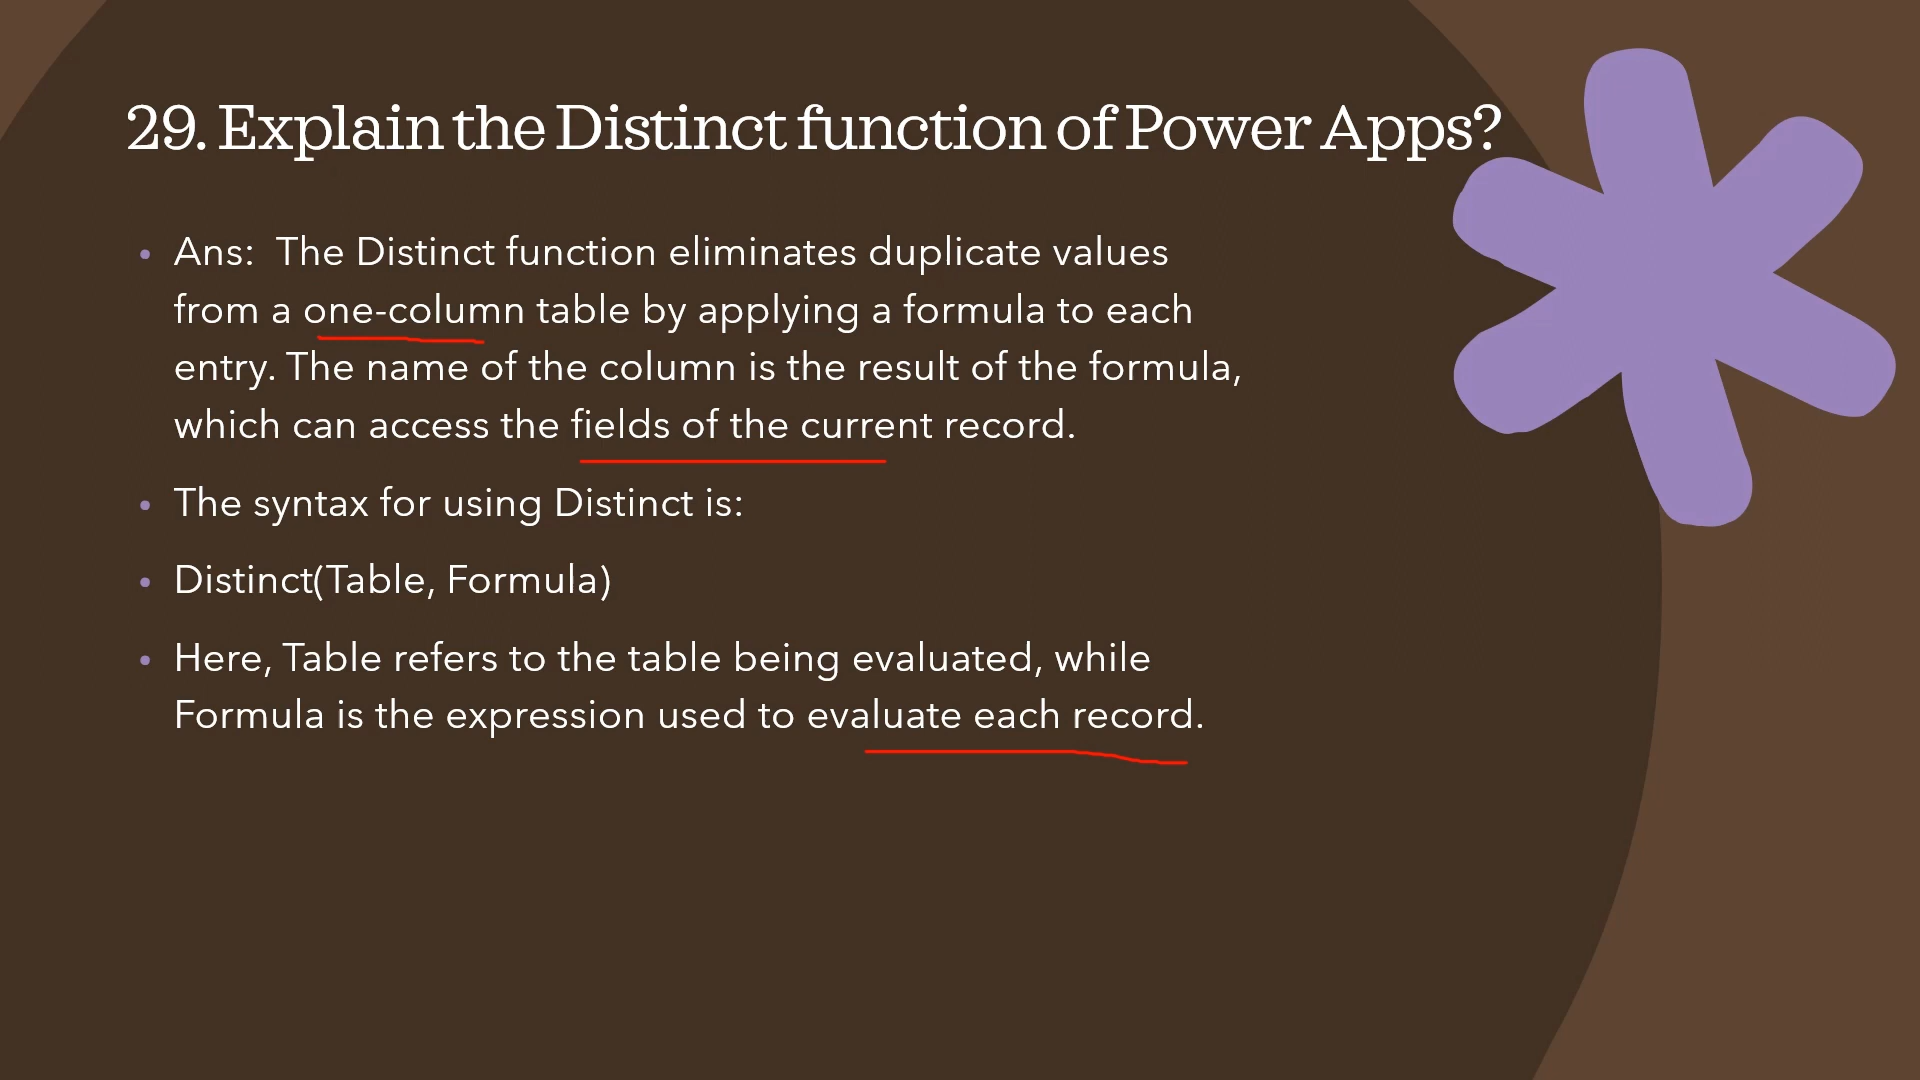 29. Explain the Distinct function of Power Apps?
• Ans:  The Distinct function eliminates duplicate values
from a one-column table by applying a formula to each
entry. The name of the column is the result of the formula,
which can access the fields of the current record.
• The syntax for using Distinct is:
• Distinct(Table, Formula)
• Here, Table refers to the table being evaluated, while
Formula is the expression used to evaluate each record.